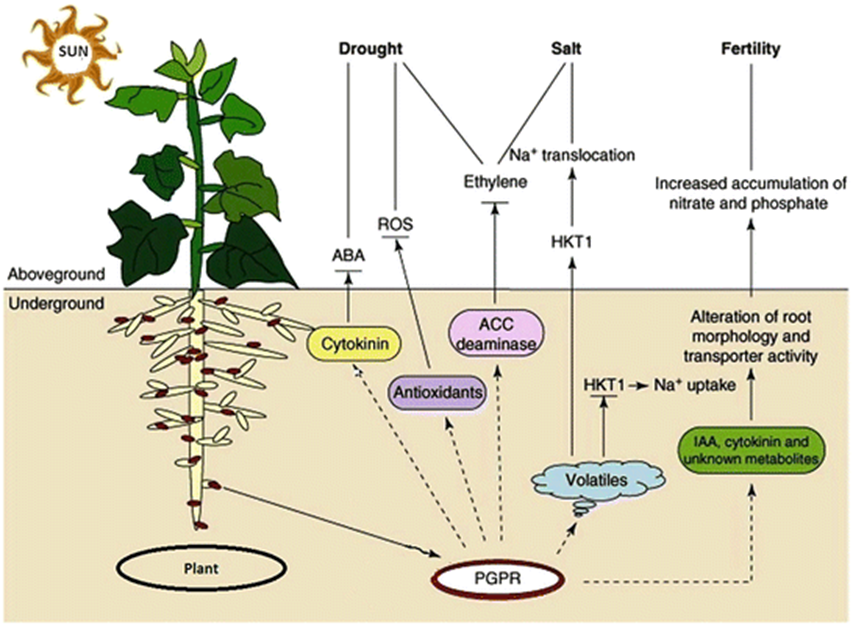 SUN
Drought
Salt
Fertility
Na+ translocation
Ethylene
Increased accumulation of
nitrate and phosphate
ROS
HKT1
ABA
Aboveground
Underground
Cytokinin
ACC
deaminase
Alteration of root
morphology and
transporter activity
Antioxidants
HKT1 → Na+ uptake
IAA, cytokinin and
unknown metabolites
Volatiles
Plant
PGPR